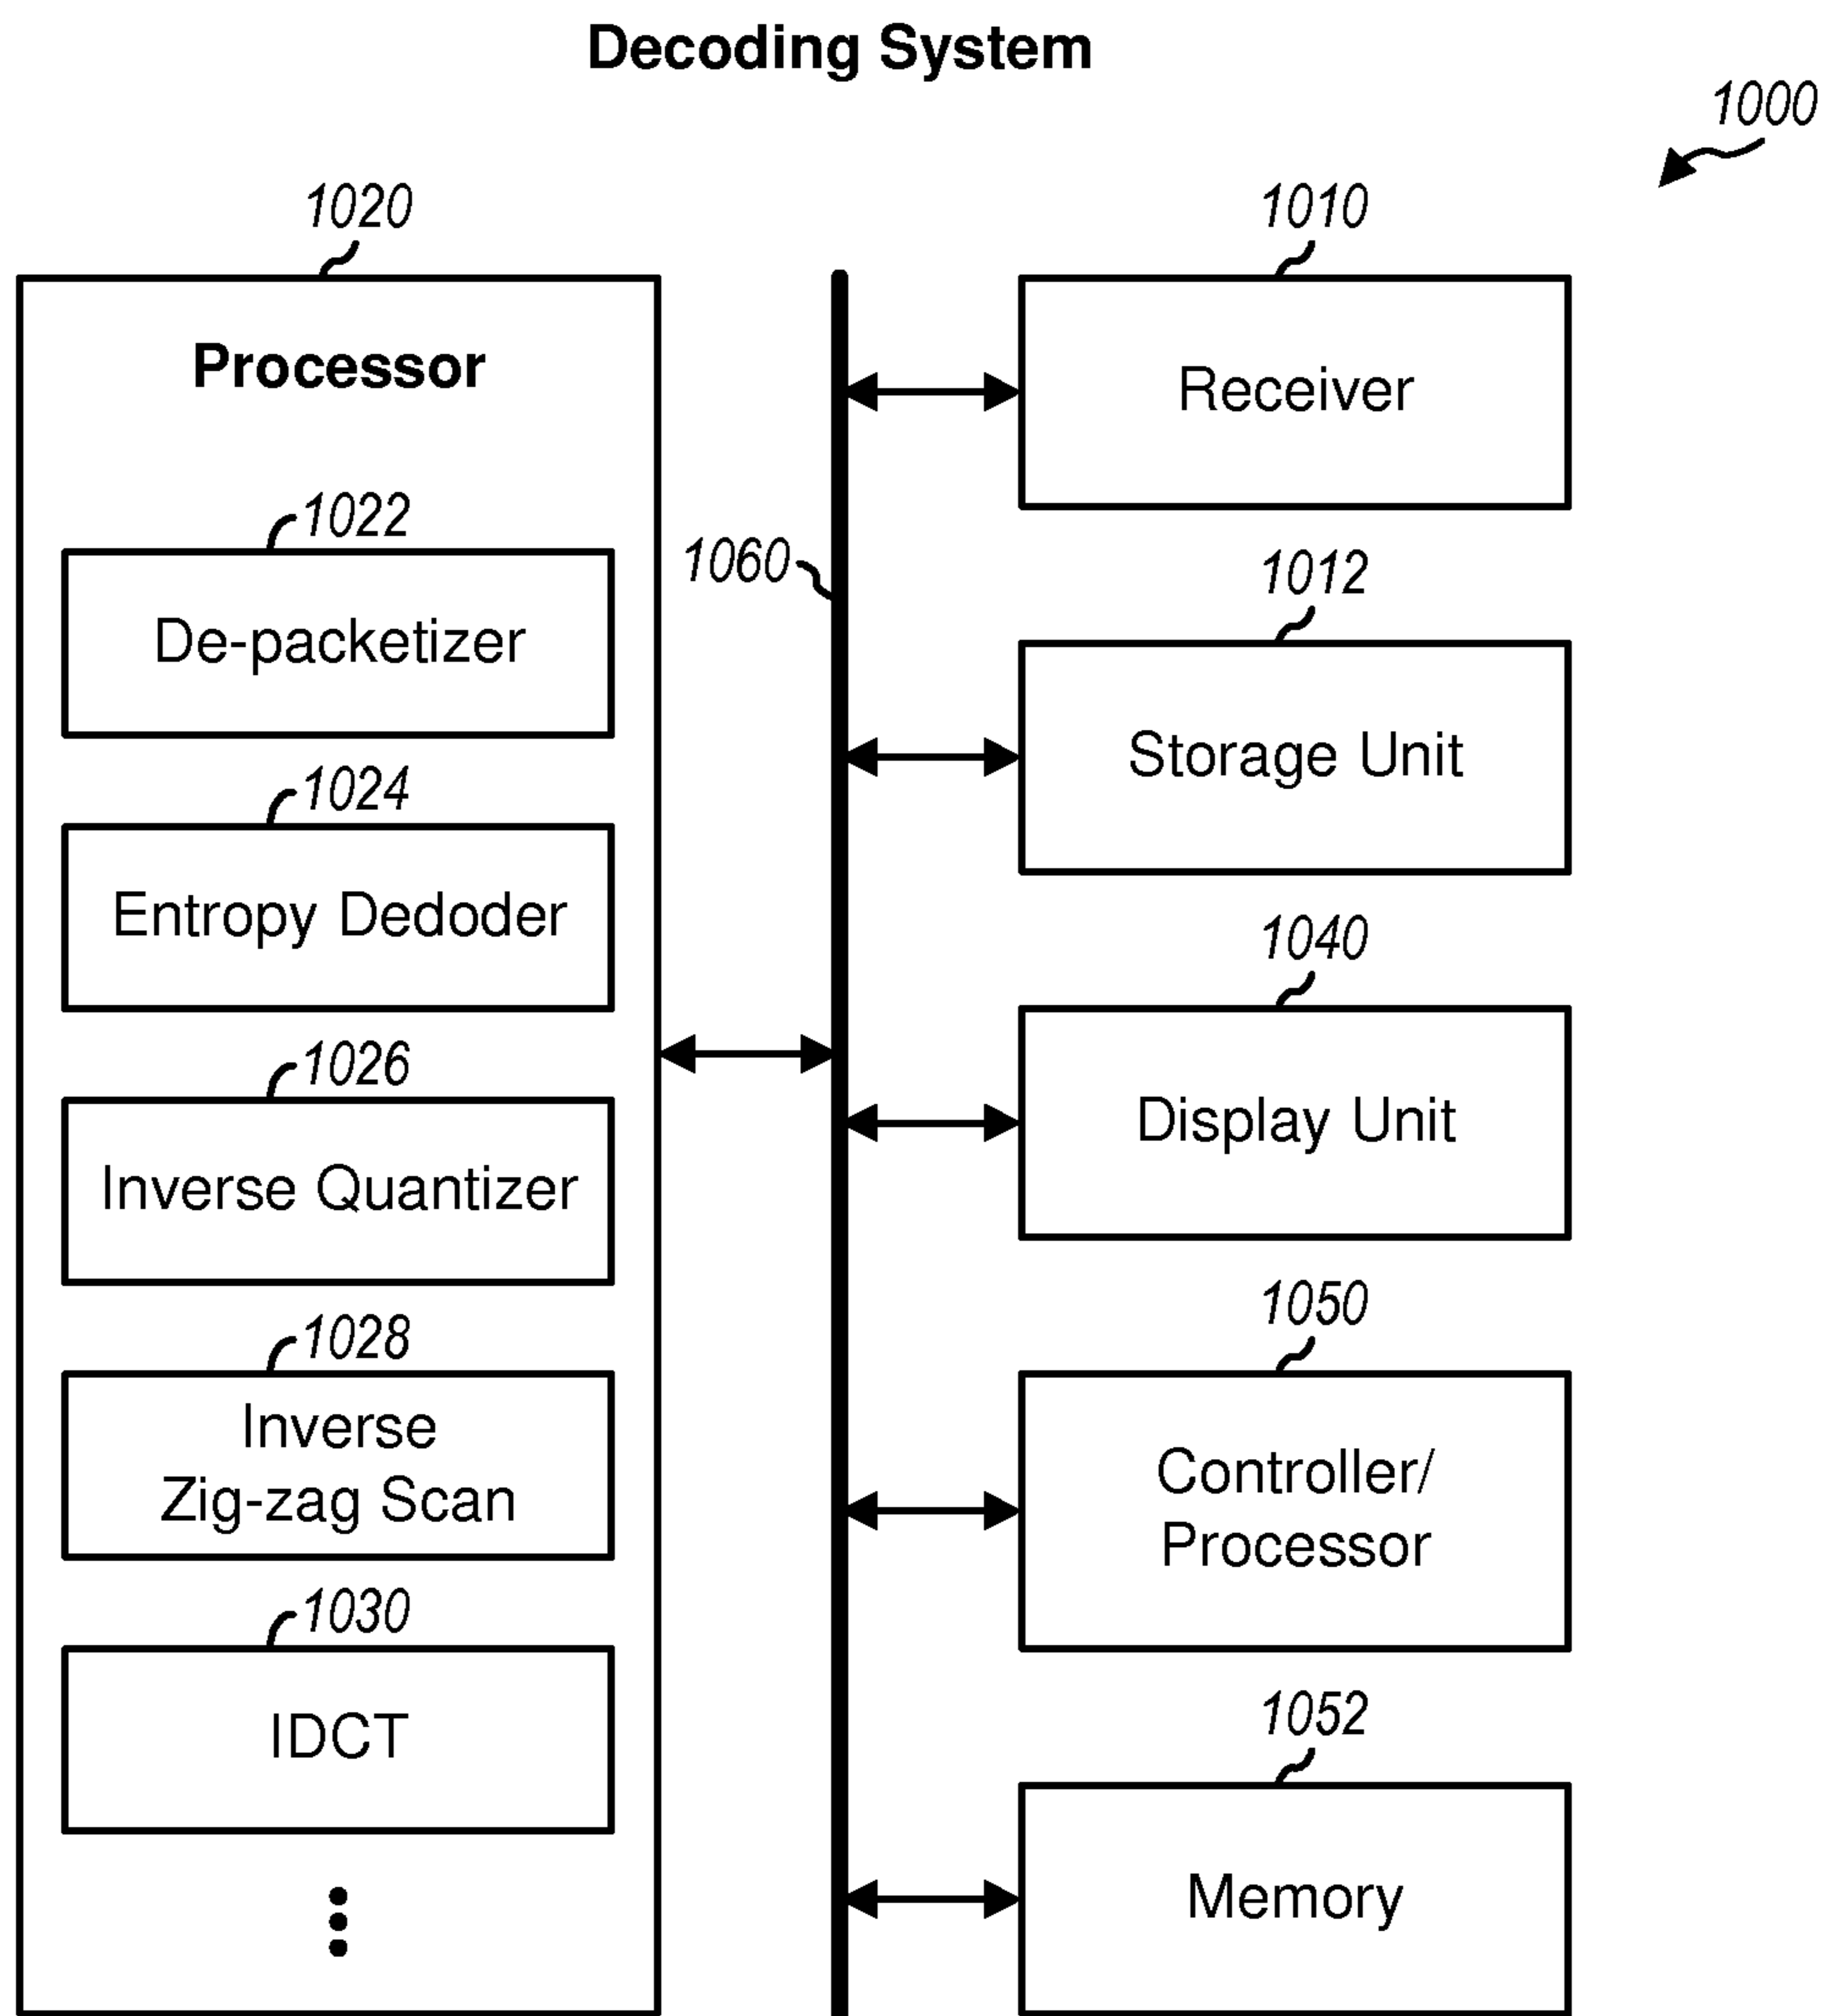 Decoding System
1000
1020
Processor
1022
De-packetizer
1024
Entropy Dedoder
1026
Inverse Quantizer
1028
Inverse
Zig-zag Scan
1030
IDCT
1060
1010
Receiver
1012
Storage Unit
1040
Display Unit
1050
Controller/
Processor
1052
Memory